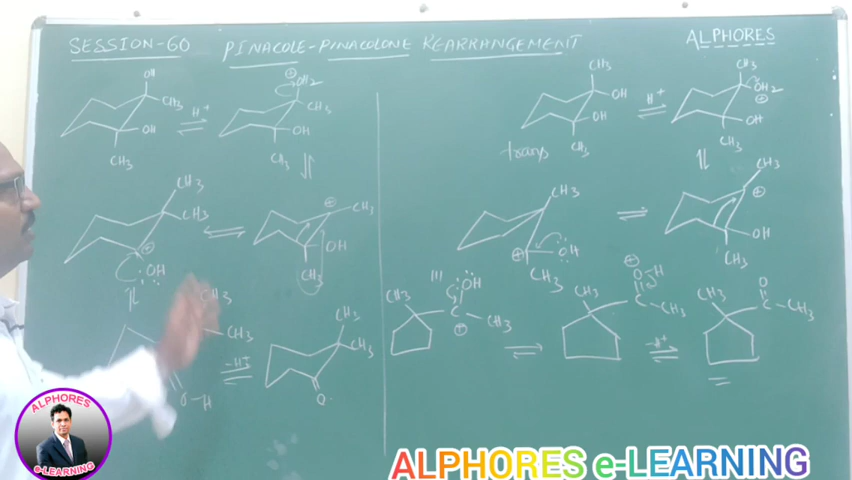 SESSION-60 PINACOLE-PINACOLONE REARRANGEMENT ALPHORES
OH
CH3
OH
CH3
H+
⊕
OH2
CH3
OH
CH3
CH3
OH
OH
CH3
trans
H+
CH3
OH2
⊕
OH
CH3
CH3
CH3
⊕
OH
⊕
CH3
OH
CH3
CH3
⊕
OH
CH3
CH3
⊕
OH
CH3
CH3
CH3
O-H
-H+
CH3
CH3
O
CH3
OH
C
⊕
CH3
CH3
⊕
O-H
C
CH3
-H+
CH3
O
C
CH3
ALPHORES
e-LEARNING
ALPHORES e-LEARNING